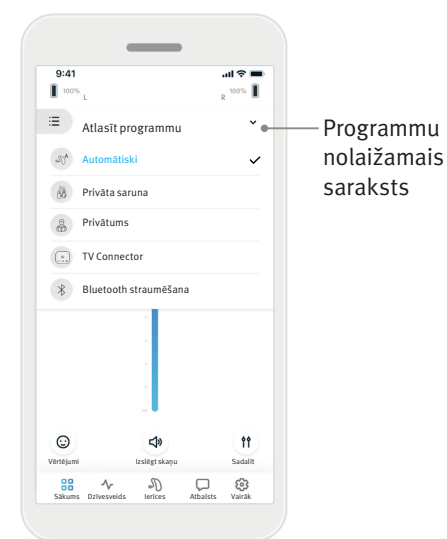 9:41
100%
L
R
100%
Atlasīt programmu
Automātiski
Privāta saruna
Privātums
TV Connector
Bluetooth straumēšana
Vērtējumi
Izslēgt skaņu
Sadalīt
Sākums
Dzīvesveids
Ierīces
Atbalsts
Vairāk
Programmu
nolaižamais
saraksts